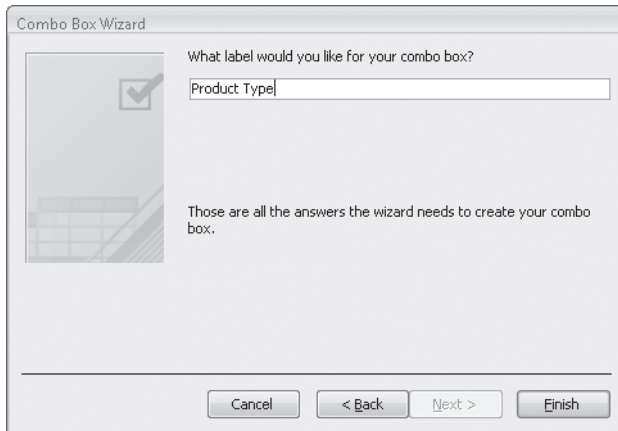 Combo Box Wizard
What label would you like for your combo box?
Product Type
Those are all the answers the wizard needs to create your combo
box.
Cancel
< Back
Next >
Finish